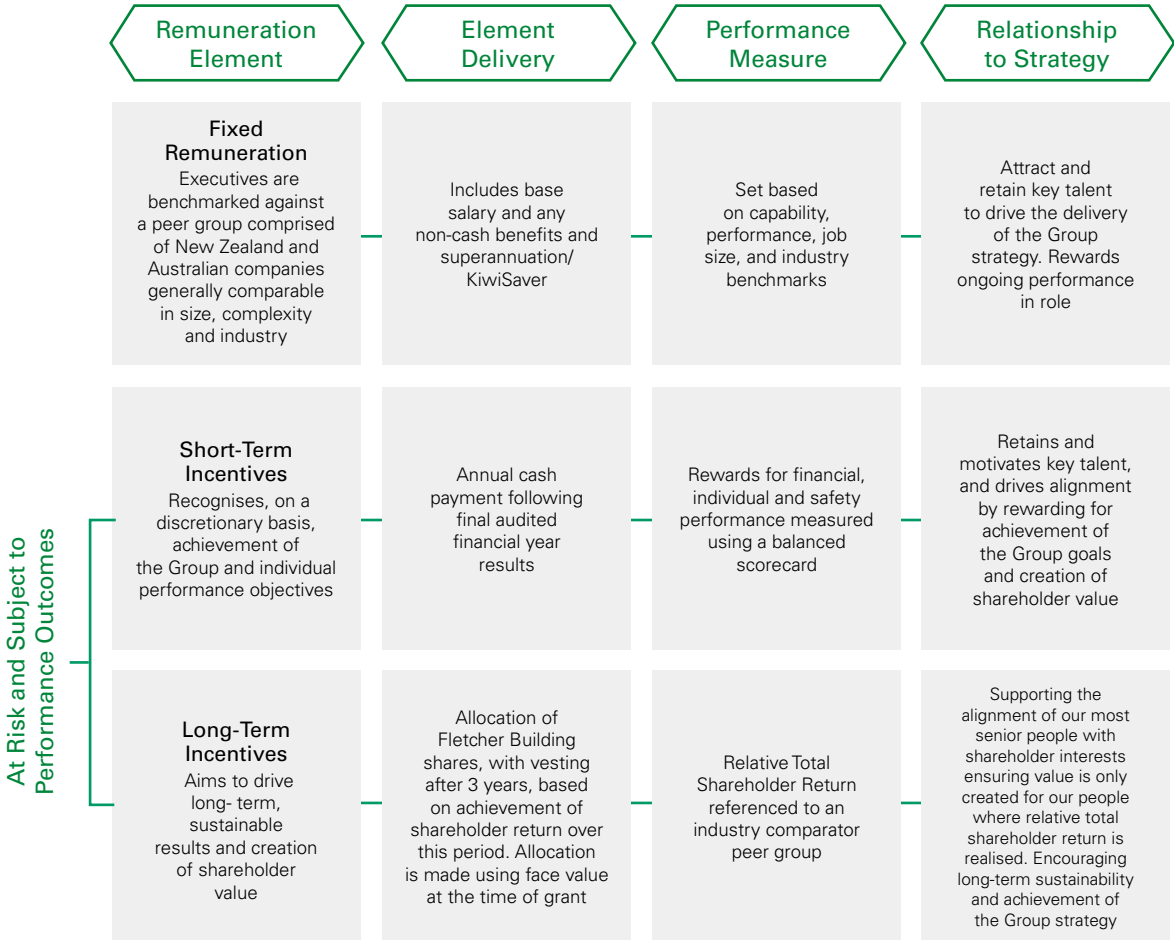 Remuneration
Element
Element
Delivery
Performance
Measure
Relationship
to Strategy
Fixed
Remuneration
Executives are
benchmarked against
a peer group comprised
of New Zealand and
Australian companies
generally comparable
in size, complexity
and industry
Includes base
salary and any
non-cash benefits and
superannuation/
KiwiSaver
Set based
on capability,
performance, job
size, and industry
benchmarks
Attract and
retain key talent
to drive the delivery
of the Group
strategy. Rewards
ongoing performance
in role
At Risk and Subject to
Performance Outcomes
Short-Term
Incentives
Recognises, on a
discretionary basis,
achievement of
the Group and individual
performance objectives
Annual cash
payment following
final audited
financial year
results
Rewards for financial,
individual and safety
performance measured
using a balanced
scorecard
Retains and
motivates key talent,
and drives alignment
by rewarding for
achievement of
the Group goals
and creation of
shareholder value
Long-Term
Incentives
Aims to drive
long- term,
sustainable
results and creation
of shareholder
value
Allocation of
Fletcher Building
shares, with vesting
after 3 years, based
on achievement of
shareholder return over
this period. Allocation
is made using face value
at the time of grant
Relative Total
Shareholder Return
referenced to an
industry comparator
peer group
Supporting the
alignment of our most
senior people with
shareholder interests
ensuring value is only
created for our people
where relative total
shareholder return is
realised. Encouraging
long-term sustainability
and achievement of
the Group strategy